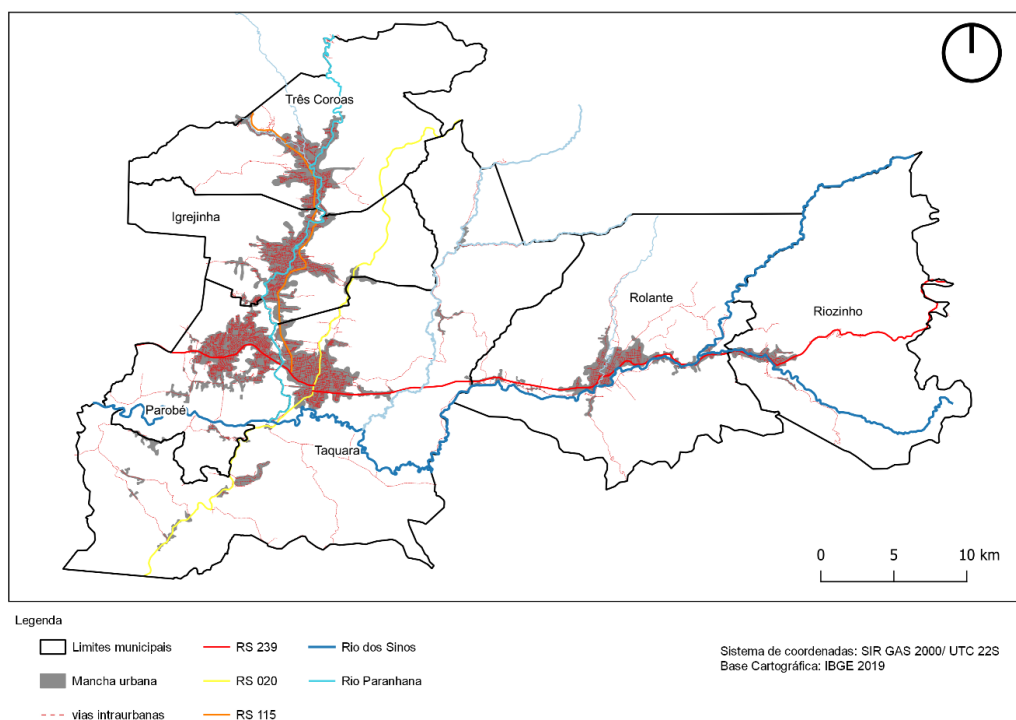 Três Coroas
Igrejinha
Rolante
Riozinho
Parobé
Taquara
0 5 10 km
Legenda
Limites municipais
RS 239
Rio dos Sinos
Mancha urbana
RS 020
Rio Paranhana
vias intraurbanas
RS 115
Sistema de coordenadas: SIR GAS 2000/ UTC 22S
Base Cartográfica: IBGE 2019